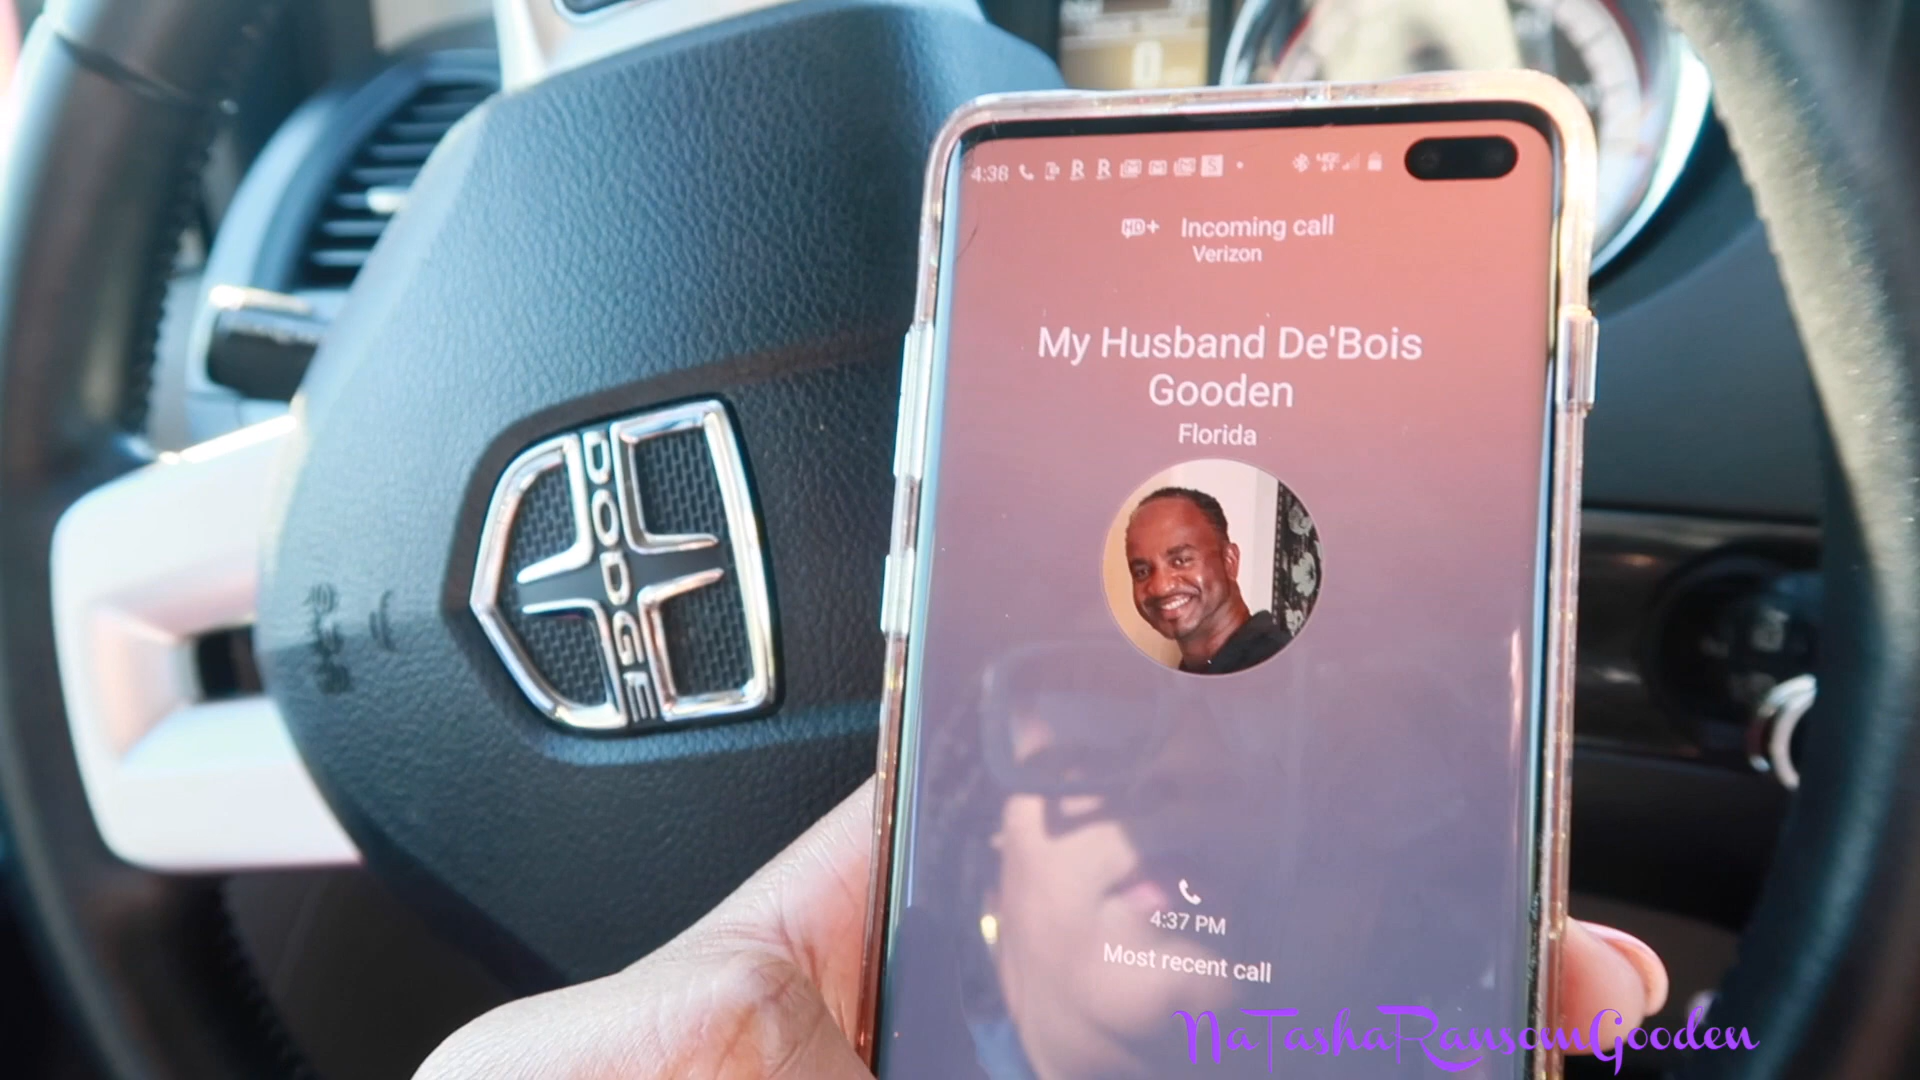 DODGE
4:38
HD+ Incoming call
Verizon
My Husband De'Bois
Gooden
Florida
4:37 PM
Most recent call
NaTashaRansomGooden